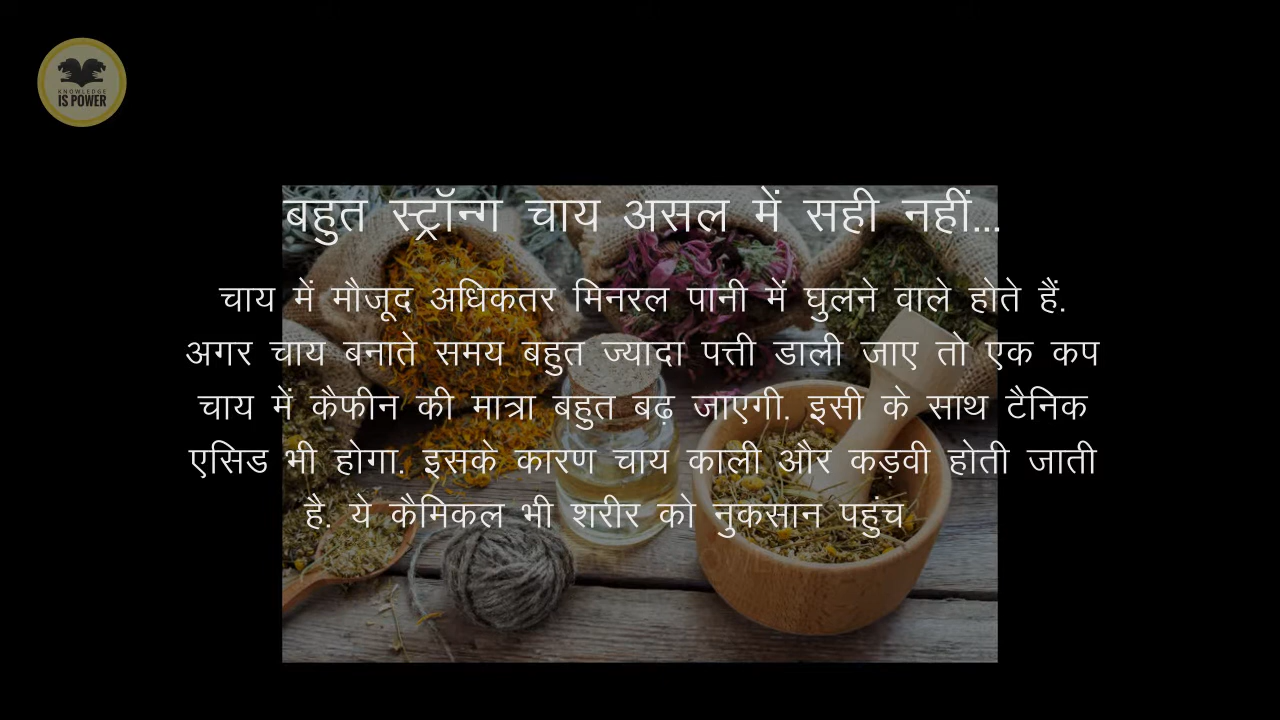 KNOWLEDGE
IS POWER
बहुत स्ट्रॉन्ग चाय असल में सही नहीं...
चाय में मौजूद अधिकतर मिनरल पानी में घुलने वाले होते हैं.
अगर चाय बनाते समय बहुत ज्यादा पत्ती डाली जाए तो एक कप
चाय में कैफीन की मात्रा बहुत बढ़ जाएगी. इसी के साथ टैनिक
एसिड भी होगा. इसके कारण चाय काली और कड़वी होती जाती
है. ये कैमिकल भी शरीर को नुकसान पहुंच